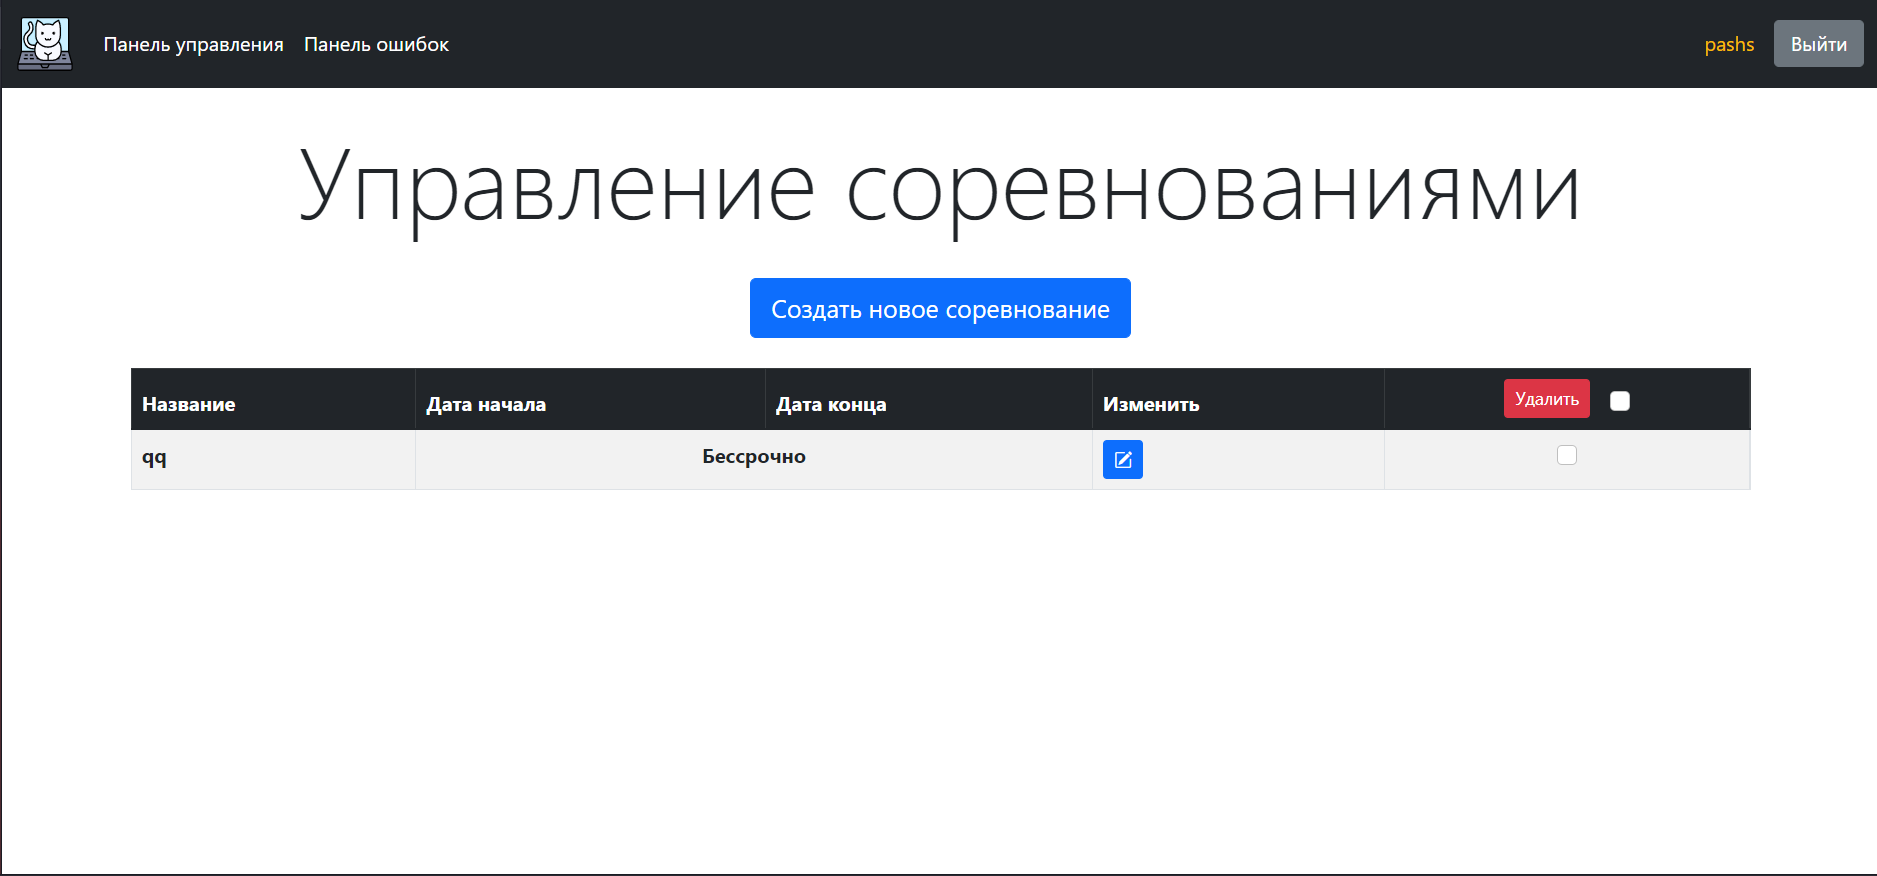 Панель управления Панель ошибок pashs Выйти
Управление соревнованиями
Создать новое соревнование
Название Дата начала Дата конца Изменить Удалить
qq Бессрочно